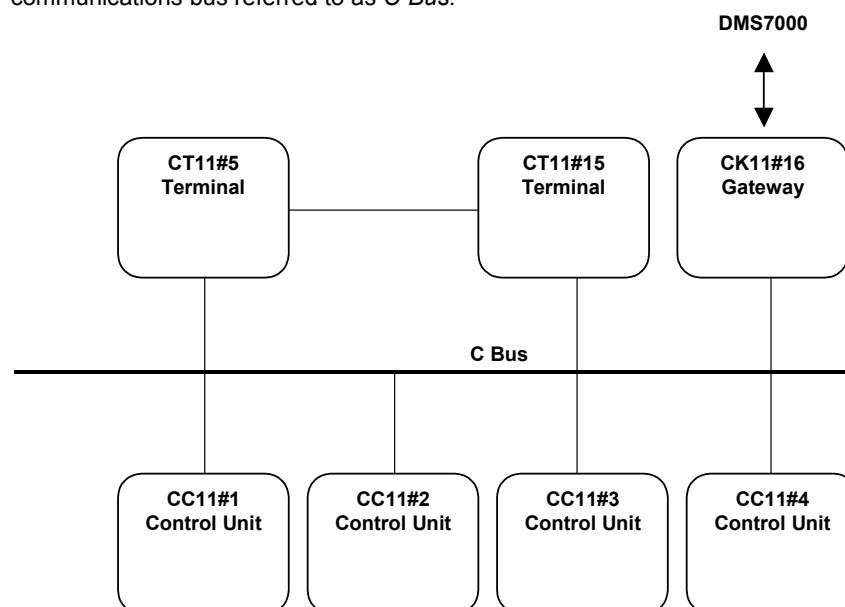 communications bus referred to as C Bus.
DMS7000
CT11#5
Terminal
CT11#15
Terminal
CK11#16
Gateway
C Bus
CC11#1
Control Unit
CC11#2
Control Unit
CC11#3
Control Unit
CC11#4
Control Unit